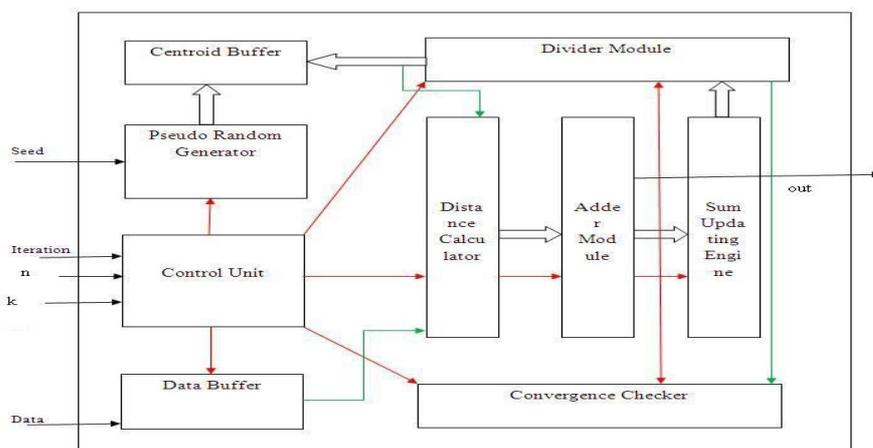 Centroid Buffer
Divider Module
Seed
Pseudo Random
Generator
Dista
nce
Calcu
lator
Adde
r
Mod
ule
out
Sum
Upda
ting
Engi
ne
Iteration
n
k
Control Unit
Data Buffer
Data
Convergence Checker